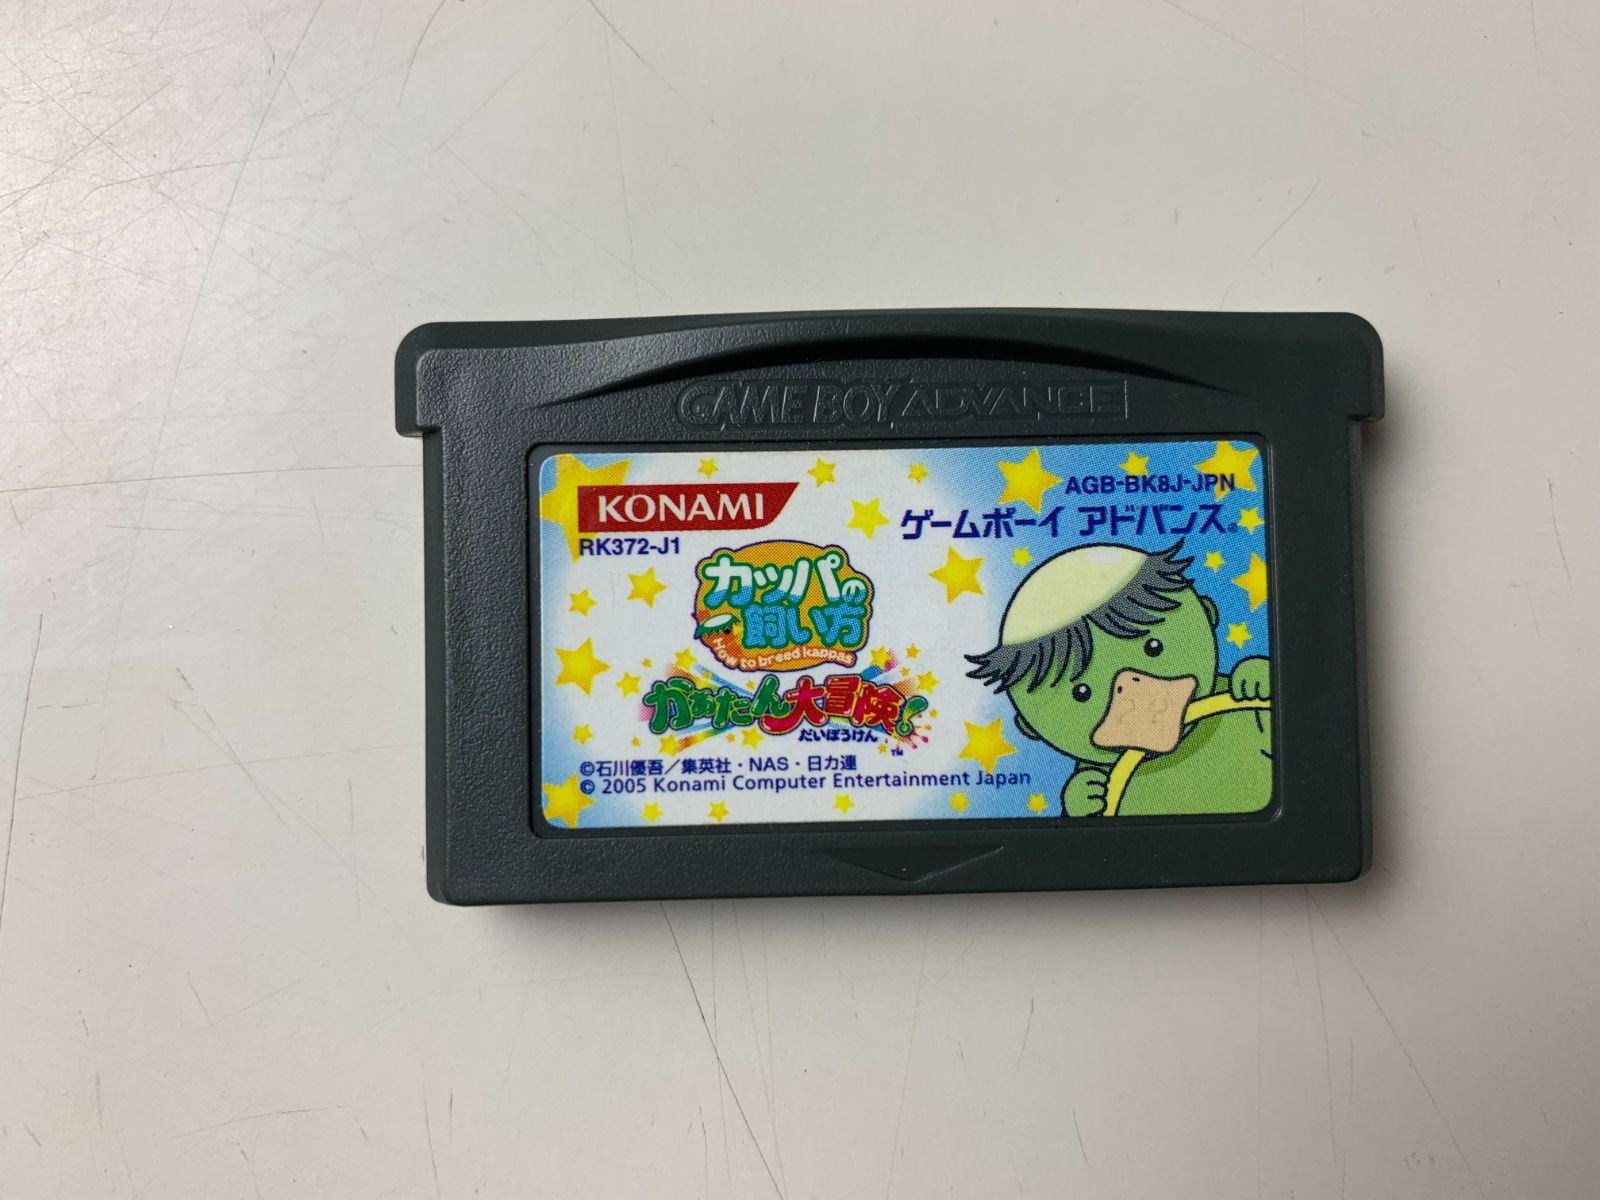 GAME BOY ADVANCE
KONAMI
RK372-J1
AGB-BK8J-JPN
ゲームボーイ アドバンス®
カッパの
飼い方
How to breed kappas
かぁたん大冒険!
だいぼうけん
™
©石川優吾/集英社・NAS・日力連
© 2005 Konami Computer Entertainment Japan